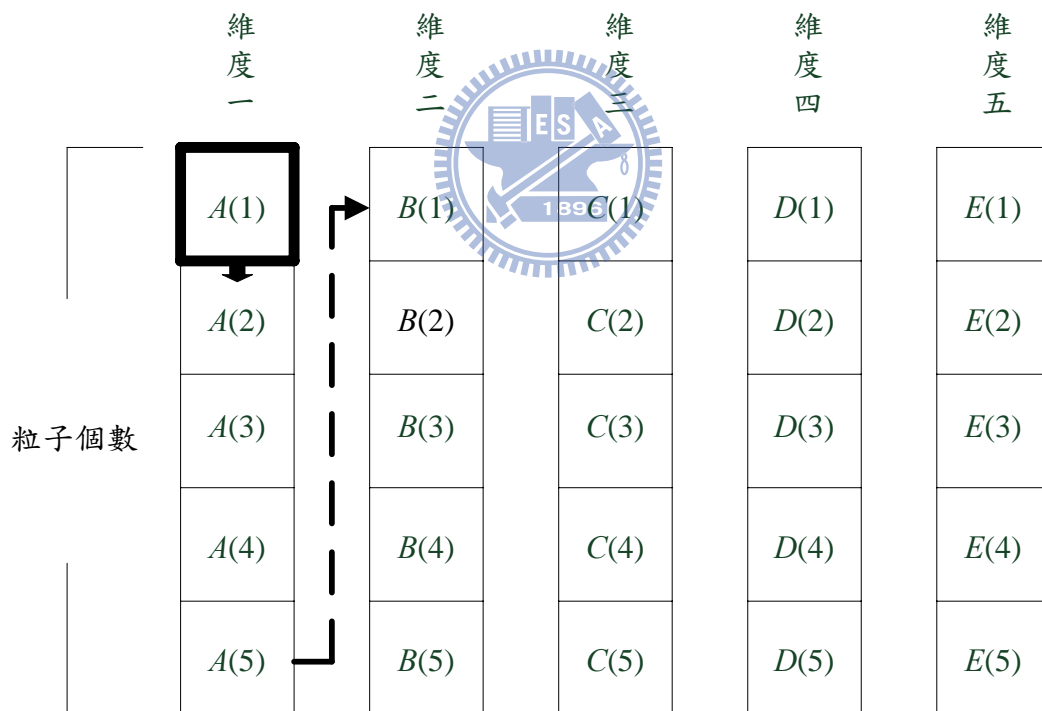 維度一 維度二 維度三 維度四 維度五
ES A
A(1) B(1) C(1) D(1) E(1)
1896
A(2) B(2) C(2) D(2) E(2)
粒子個數 A(3) B(3) C(3) D(3) E(3)
A(4) B(4) C(4) D(4) E(4)
A(5) B(5) C(5) D(5) E(5)